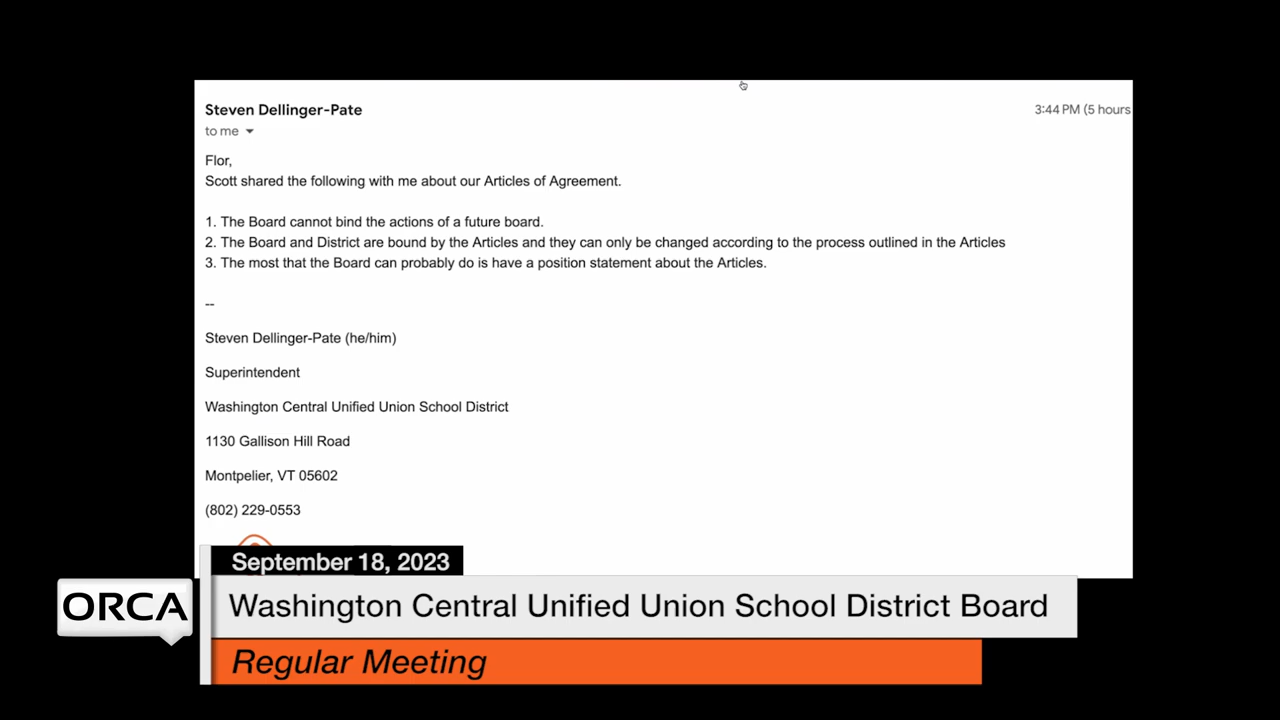 Steven Dellinger-Pate
3:44 PM (5 hours
to me
Flor,
Scott shared the following with me about our Articles of Agreement.
1. The Board cannot bind the actions of a future board.
2. The Board and District are bound by the Articles and they can only be changed according to the process outlined in the Articles
3. The most that the Board can probably do is have a position statement about the Articles.
--
Steven Dellinger-Pate (he/him)
Superintendent
Washington Central Unified Union School District
1130 Gallison Hill Road
Montpelier, VT 05602
(802) 229-0553
September 18, 2023
ORCA
Washington Central Unified Union School District Board
Regular Meeting